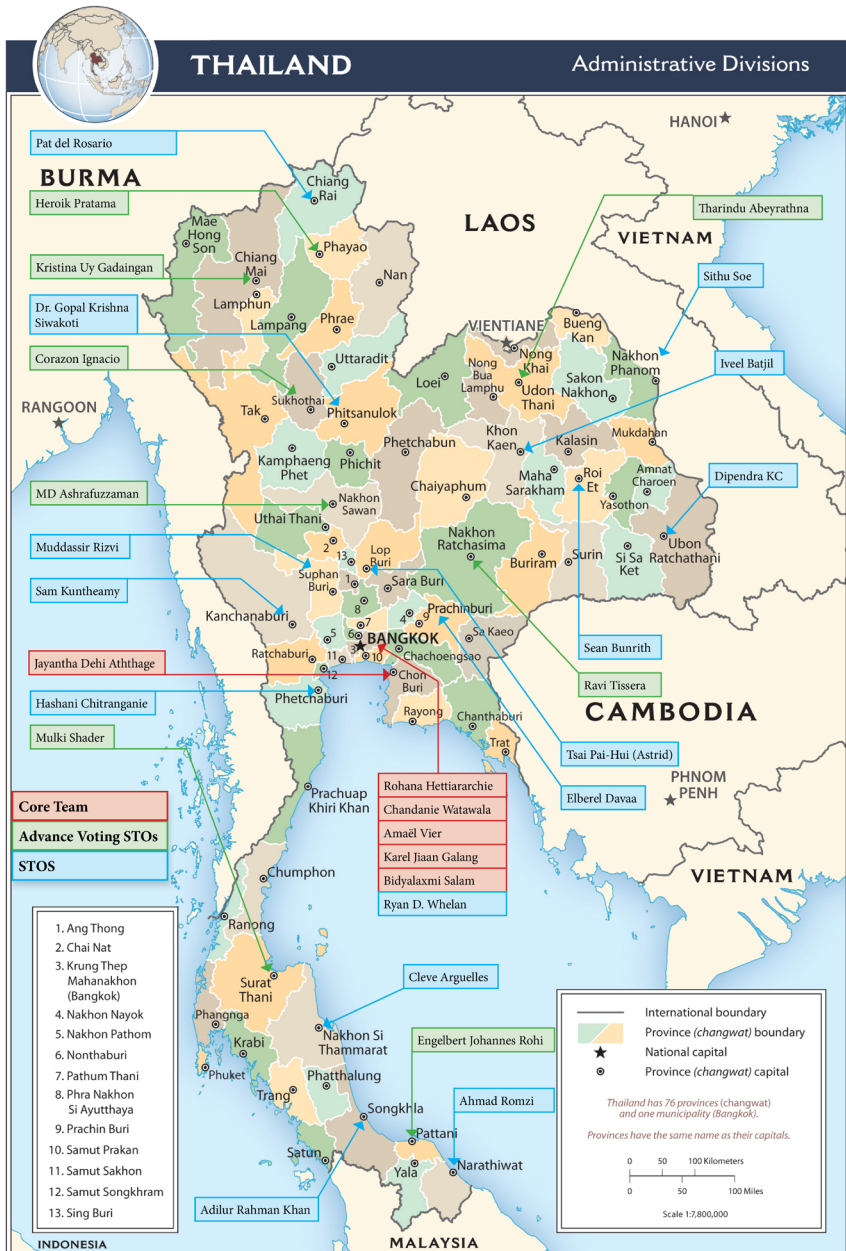 THAILAND
Administrative Divisions
HANOI
Pat del Rosario
BURMA
Chiang
Rai
Heroik Pratama
Tharindu Abeyrathna
Mae
Hong
Son
LAOS
Phayao
VIETNAM
Kristina Uy Gadaingan
Chiang
Mai
Nan
Sithu Soe
Lamphun
Dr. Gopal Krishna
Siwakoti
Lampang
Phrae
VIENTIANE
Bueng
Kan
Corazon Ignacio
Uttaradit
Nong
Khai
Nakhon
Phanom
Iveel Batjil
Loei
Nong
Bua
Lamphu
Udon
Thani
Sakon
Nakhon
RANGOON
Sukhothai
Tak
Phitsanulok
Phetchabun
Khon
Kaen
Kalasin
Mukdahan
Kamphaeng
Phet
Phichit
Maha
Sarakham
Roi
Et
Amnat
Charoen
Dipendra KC
Chaiyaphum
Yasothon
MD Ashrafuzzaman
Nakhon
Sawan
Uthai Thani
Nakhon
Ratchasima
Ubon
Ratchathani
Muddassir Rizvi
2
13
Lop
Buri
Buriram
Surin
Si Sa
Ket
Suphan
Buri
1
Sara Buri
Sam Kuntheamy
8
4
Prachinburi
Kanchanaburi
7
9
5
6
BANGKOK
Sa Kaeo
Sean Bunrith
Jayantha Dehi Aththage
Ratchaburi
11
3
10
Chachoengsao
12
Chon
Buri
Ravi Tissera
Hashani Chitranganie
Phetchaburi
Rayong
Chanthaburi
CAMBODIA
Mulki Shader
Trat
Tsai Pai-Hui (Astrid)
PHNOM
PENH
Rohana Hettiararchie
Elberel Davaa
Prachuap
Khiri Khan
Core Team
Chandanie Watawala
Advance Voting STOs
Amaël Vier
STOS
Karel Jiaan Galang
Chumphon
Bidyalaxmi Salam
VIETNAM
Ryan D. Whelan
Ranong
1. Ang Thong
2. Chai Nat
3. Krung Thep
Mahanakhon
(Bangkok)
4. Nakhon Nayok
5. Nakhon Pathom
6. Nonthaburi
7. Pathum Thani
8. Phra Nakhon
Si Ayutthaya
9. Prachin Buri
10. Samut Prakan
11. Samut Sakhon
12. Samut Songkhram
13. Sing Buri
Surat
Thani
Cleve Arguelles
Phangnga
Nakhon Si
Thammarat
Krabi
Engelbert Johannes Rohi
Phuket
Phatthalung
Trang
Ahmad Romzi
Songkhla
Pattani
Satun
Yala
Narathiwat
Adilur Rahman Khan
International boundary
Province (changwat) boundary
National capital
Province (changwat) capital
Thailand has 76 provinces (changwat)
and one municipality (Bangkok).
Provinces have the same name as their capitals.
0 50 100 Kilometers
0 50 100 Miles
Scale 1:7,800,000
INDONESIA
MALAYSIA